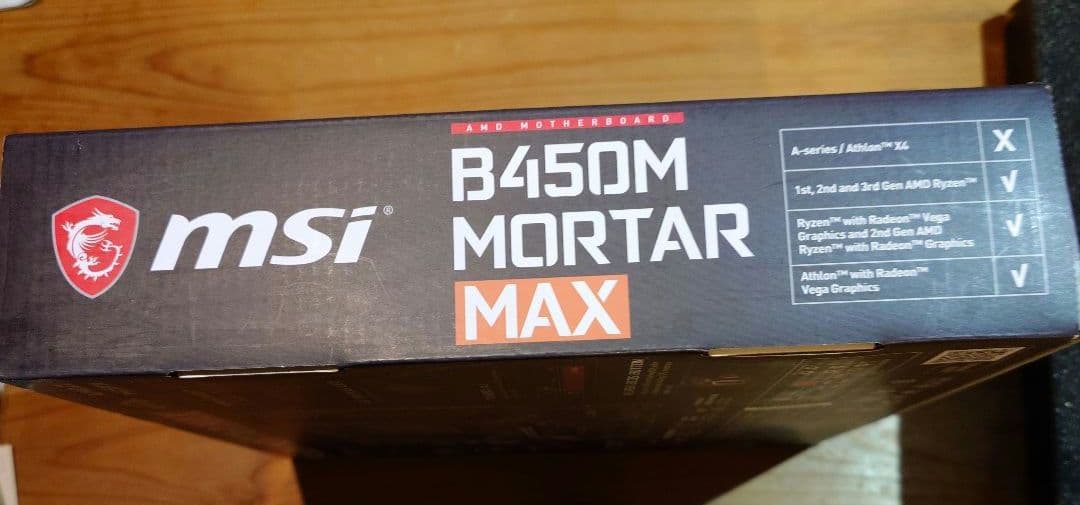 AMD MOTHERBOARD
msi®
B450M
MORTAR
MAX
A-series / Athlon™ X4 X
1st, 2nd and 3rd Gen AMD Ryzen™ √
Ryzen™ with Radeon™ Vega
Graphics and 2nd Gen AMD √
Ryzen™ with Radeon™ Graphics
Athlon™ with Radeon™
Vega Graphics √